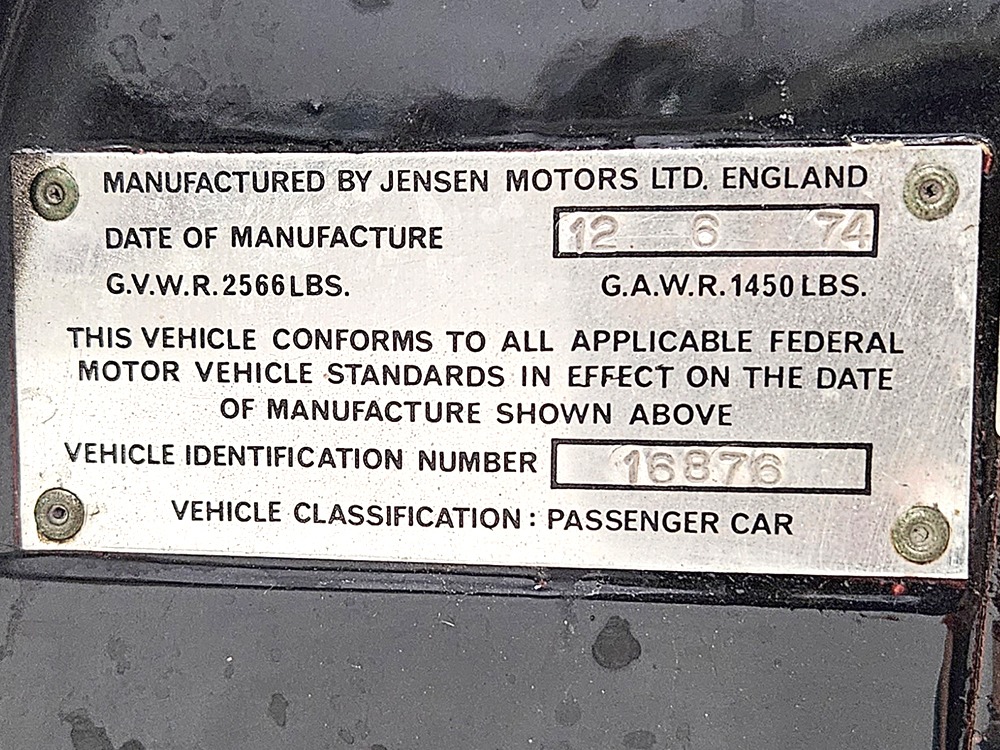 MANUFACTURED BY JENSEN MOTORS LTD. ENGLAND
DATE OF MANUFACTURE 12 6 74
G.V.W.R. 2566 LBS. G.A.W.R. 1450 LBS.
THIS VEHICLE CONFORMS TO ALL APPLICABLE FEDERAL
MOTOR VEHICLE STANDARDS IN EFFECT ON THE DATE
OF MANUFACTURE SHOWN ABOVE
VEHICLE IDENTIFICATION NUMBER 16876
VEHICLE CLASSIFICATION : PASSENGER CAR